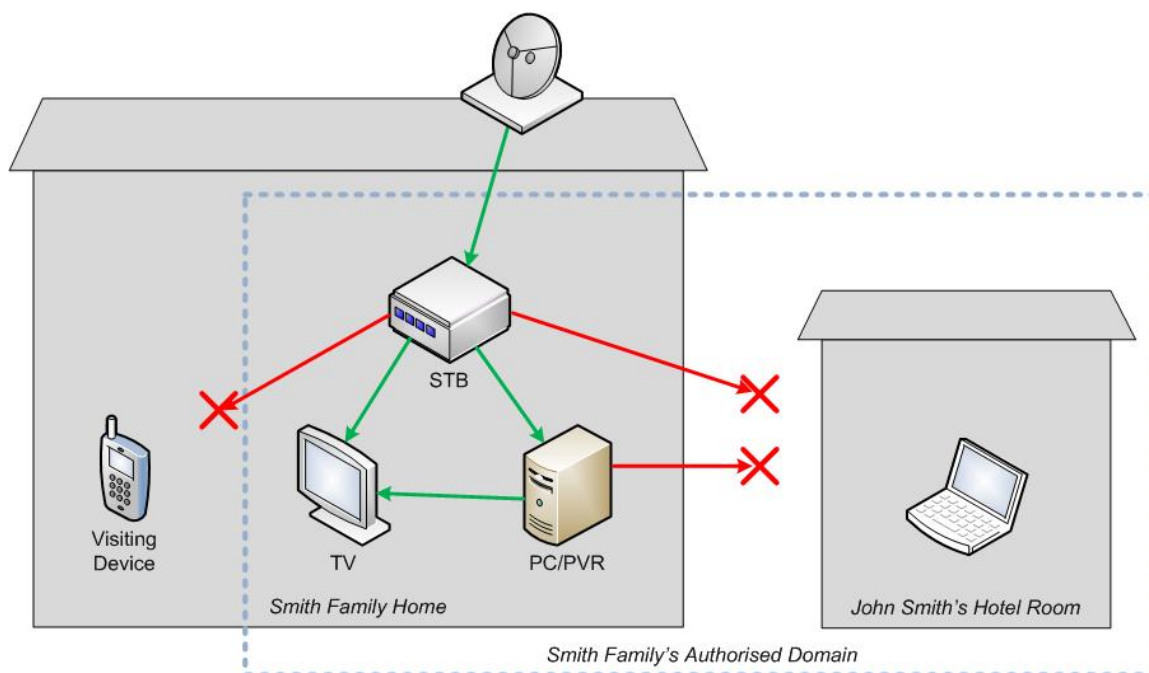 STB
Visiting
Device
TV
PC/PVR
Smith Family Home
John Smith's Hotel Room
Smith Family's Authorised Domain